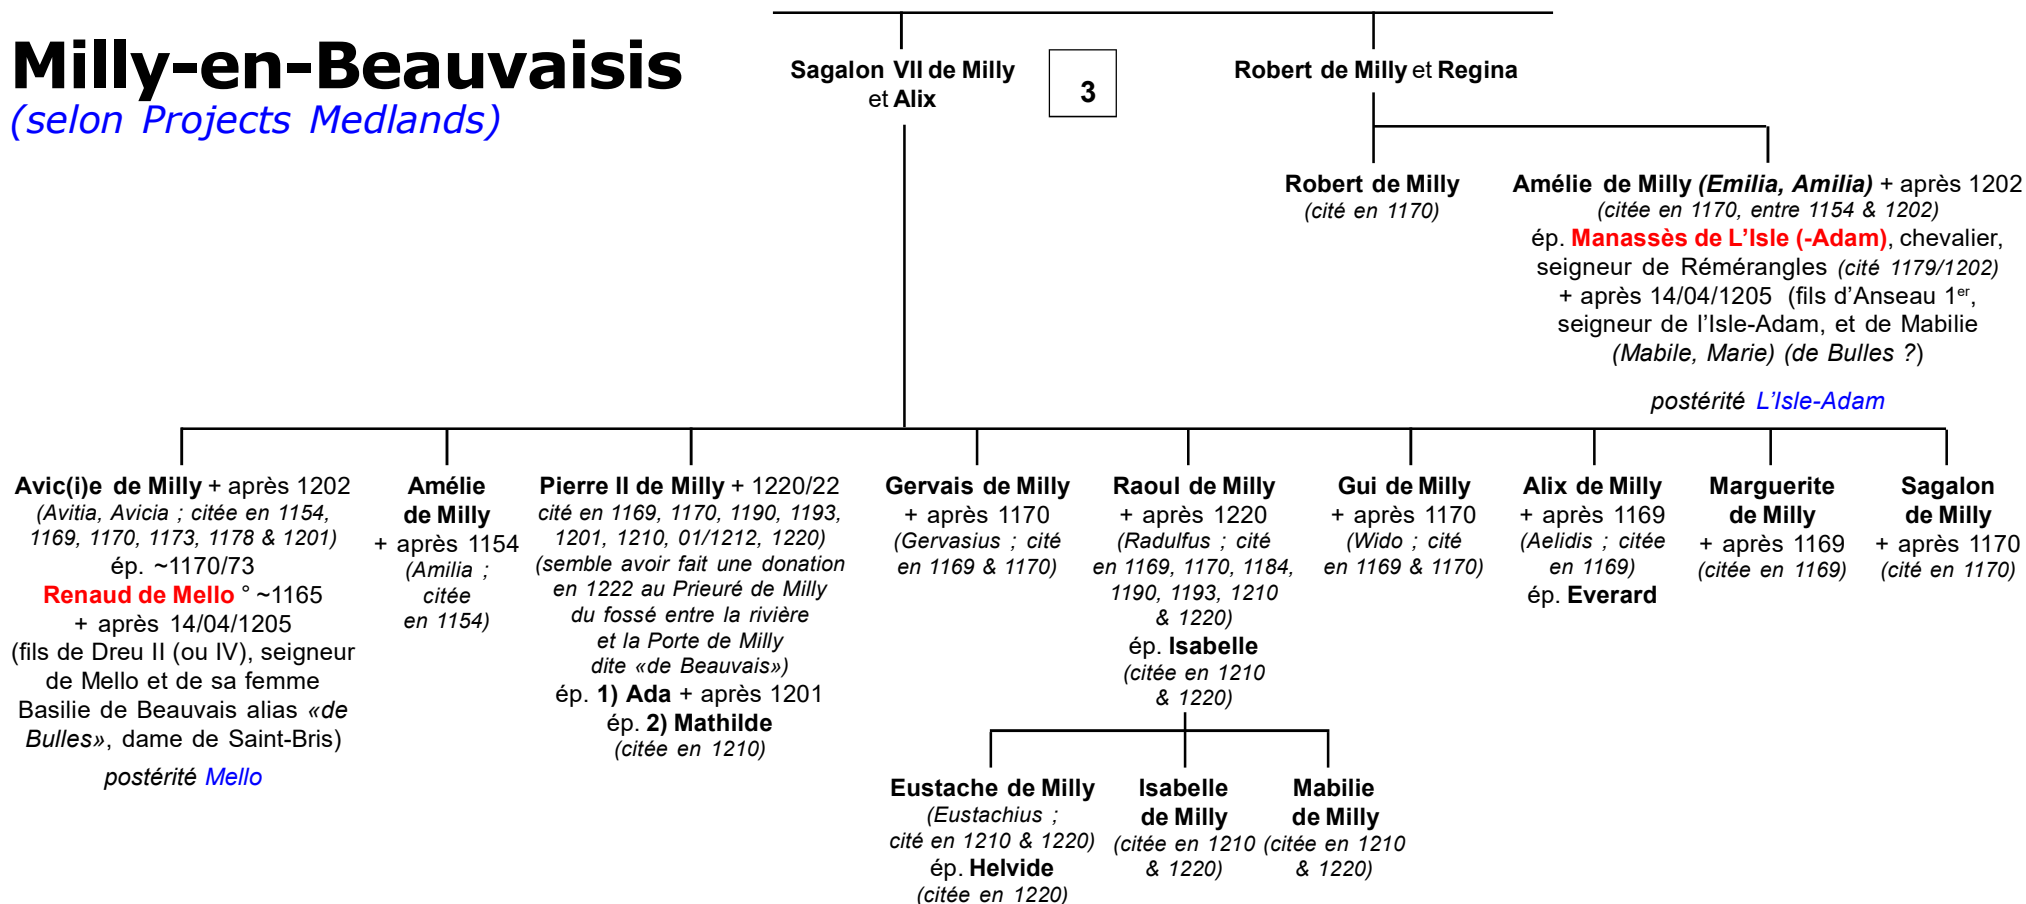 Milly-en-Beauvaisis
(selon Projects Medlands)
Sagalon VII de Milly
et Alix
3
Robert de Milly et Regina
Robert de Milly
(cité en 1170)
Amélie de Milly (Emilia, Amilia) + après 1202
(citée en 1170, entre 1154 & 1202)
ép. Manassès de L'Isle (-Adam), chevalier,
seigneur de Rémérangles (cité 1179/1202)
+ après 14/04/1205 (fils d'Anseau 1er,
seigneur de l'Isle-Adam, et de Mabilie
(Mabile, Marie) (de Bulles ?)
postérité L'Isle-Adam
Avic(i)e de Milly + après 1202
(Avitia, Avicia ; citée en 1154,
1169, 1170, 1173, 1178 & 1201)
ép. ~1170/73
Renaud de Mello ° ~1165
+ après 14/04/1205
(fils de Dreu II (ou IV), seigneur
de Mello et de sa femme
Basilie de Beauvais alias «de
Bulles», dame de Saint-Bris)
postérité Mello
Amélie
de Milly
+ après 1154
(Amilia ;
citée
en 1154)
Pierre II de Milly + 1220/22
cité en 1169, 1170, 1190, 1193,
1201, 1210, 01/1212, 1220)
(semble avoir fait une donation
en 1222 au Prieuré de Milly
du fossé entre la rivière
et la Porte de Milly
dite «de Beauvais»)
ép. 1) Ada + après 1201
ép. 2) Mathilde
(citée en 1210)
Gervais de Milly
+ après 1170
(Gervasius ; cité
en 1169 & 1170)
Raoul de Milly
+ après 1220
(Radulfus ; cité
en 1169, 1170, 1184,
1190, 1193, 1210
& 1220)
ép. Isabelle
(citée en 1210
& 1220)
Gui de Milly
+ après 1170
(Wido ; cité
en 1169 & 1170)
Alix de Milly
+ après 1169
(Aelidis ; citée
en 1169)
ép. Everard
Marguerite
de Milly
+ après 1169
(citée en 1169)
Sagalon
de Milly
+ après 1170
(cité en 1170)
Eustache de Milly
(Eustachius ;
cité en 1210 & 1220)
ép. Helvide
(citée en 1220)
Isabelle
de Milly
(citée en 1210
& 1220)
Mabilie
de Milly
(citée en 1210
& 1220)